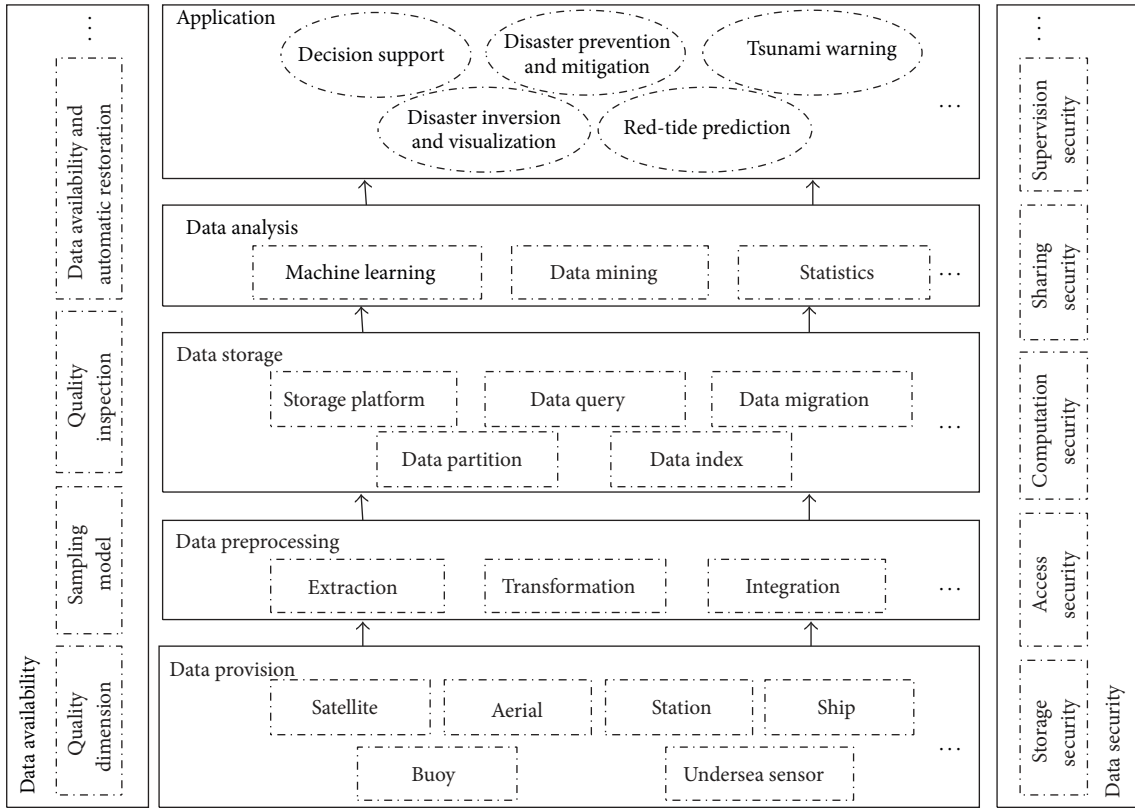 Data availability
⋮
Data availability and
automatic restoration
Quality
inspection
Sampling
model
Quality
dimension
Application
Decision support
Disaster prevention
and mitigation
Tsunami warning
Disaster inversion
and visualization
Red-tide prediction
...
Data analysis
Machine learning
Data mining
Statistics
...
Data storage
Storage platform
Data query
Data migration
Data partition
Data index
...
Data preprocessing
Extraction
Transformation
Integration
...
Data provision
Satellite
Aerial
Station
Ship
Buoy
Undersea sensor
...
⋮
Supervision
security
Sharing
security
Computation
security
Access
security
Storage
security
Data security